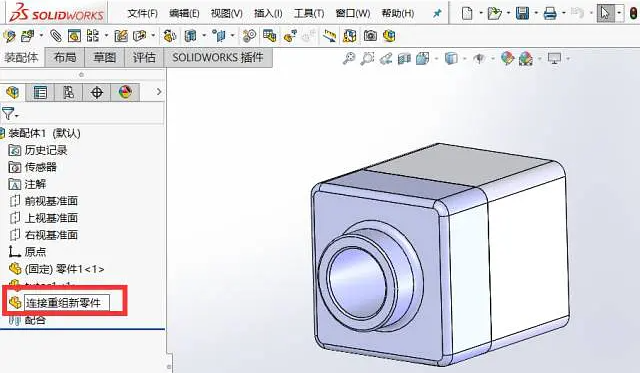 SOLIDWORKS 文件(F) 编辑(E) 视图(V) 插入(I) 工具(T) 窗口(W) 帮助(H)
装配体 布局 草图 评估 SOLIDWORKS 插件
装配体1 (默认)
历史记录
传感器
注解
前视基准面
上视基准面
右视基准面
原点
(固定) 零件1<1>
连接重组新零件
配合